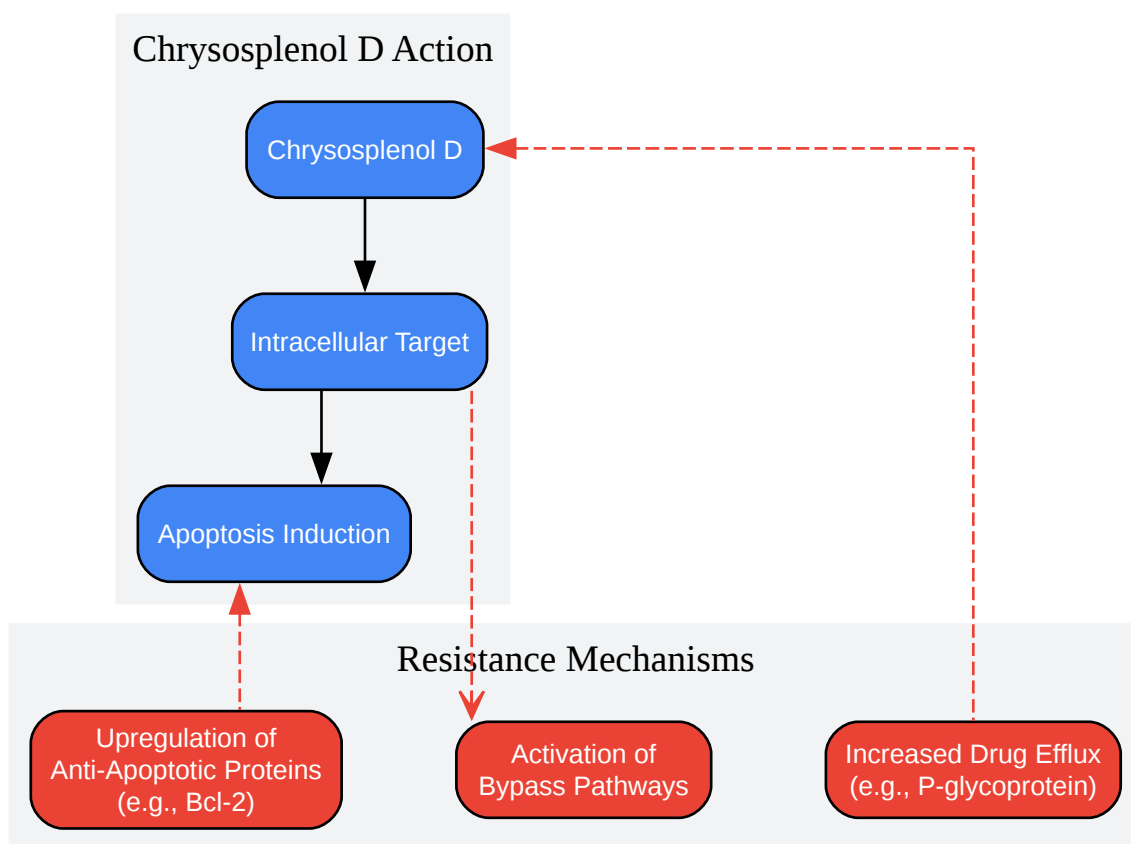 Chrysosplenol D Action
Chrysosplenol D
Intracellular Target
Apoptosis Induction
Resistance Mechanisms
Upregulation of
Anti-Apoptotic Proteins
(e.g., Bcl-2)
Activation of
Bypass Pathways
Increased Drug Efflux
(e.g., P-glycoprotein)